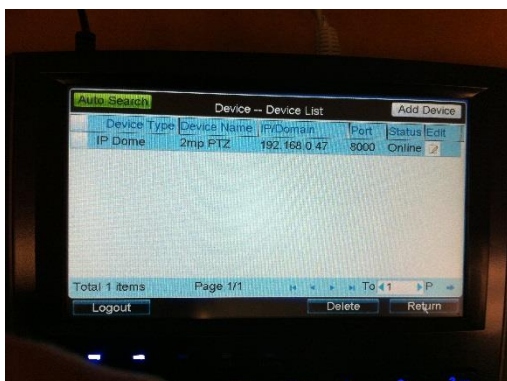 Auto Search Device -- Device List Add Device
Device Type Device Name IP/Domain Port Status Edit
IP Dome 2mp PTZ 192.168.0.47 8000 Online
Total 1 items Page 1/1 To 1 P
Logout Delete Return